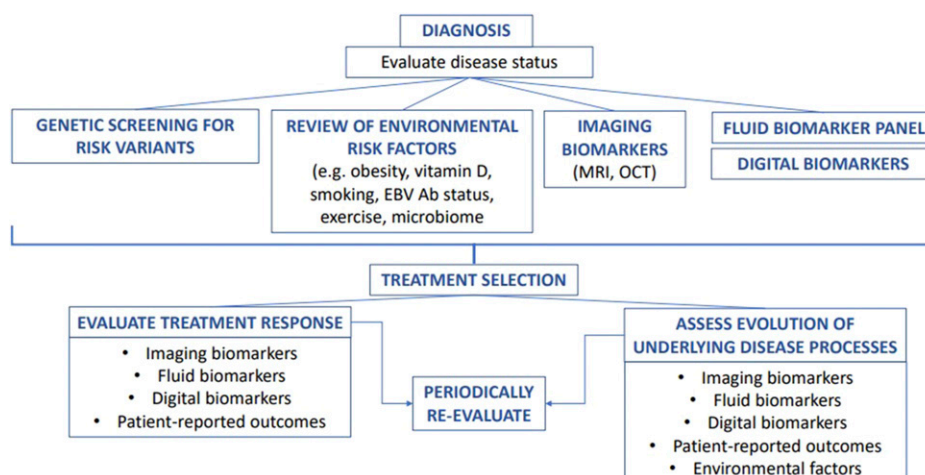 DIAGNOSIS
Evaluate disease status
GENETIC SCREENING FOR
RISK VARIANTS
REVIEW OF ENVIRONMENTAL
RISK FACTORS
(e.g. obesity, vitamin D,
smoking, EBV Ab status,
exercise, microbiome
IMAGING
BIOMARKERS
(MRI, OCT)
FLUID BIOMARKER PANEL
DIGITAL BIOMARKERS
TREATMENT SELECTION
EVALUATE TREATMENT RESPONSE
• Imaging biomarkers
• Fluid biomarkers
• Digital biomarkers
• Patient-reported outcomes
PERIODICALLY
RE-EVALUATE
ASSESS EVOLUTION OF
UNDERLYING DISEASE PROCESSES
• Imaging biomarkers
• Fluid biomarkers
• Digital biomarkers
• Patient-reported outcomes
• Environmental factors